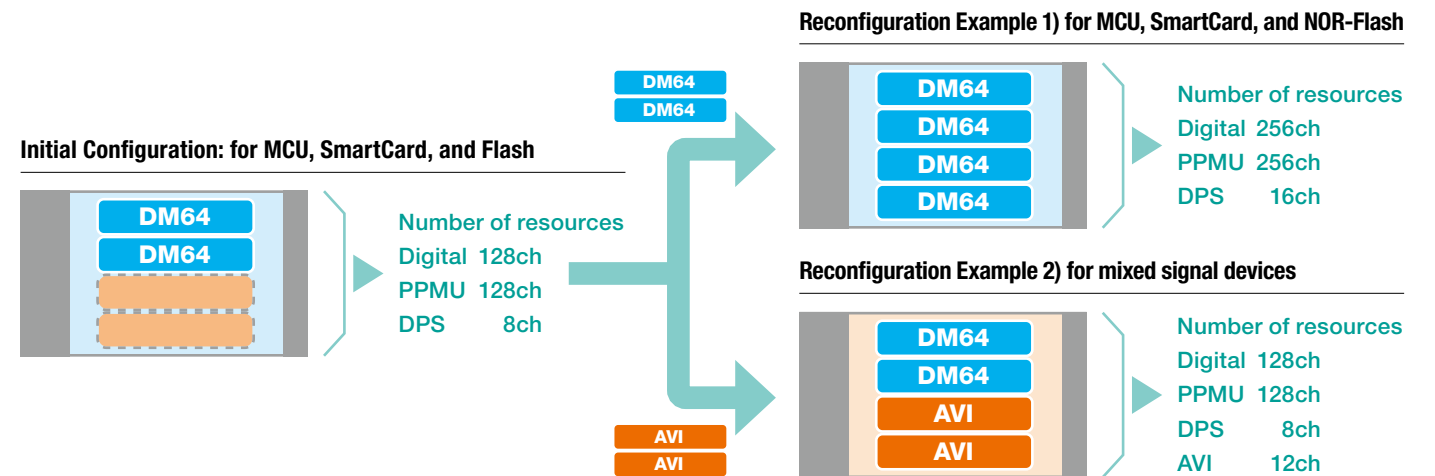 Initial Configuration: for MCU, SmartCard, and Flash
DM64
DM64
Number of resources
Digital 128ch
PPMU 128ch
DPS 8ch
DM64
DM64
AVI
AVI
Reconfiguration Example 1) for MCU, SmartCard, and NOR-Flash
DM64
DM64
DM64
DM64
Number of resources
Digital 256ch
PPMU 256ch
DPS 16ch
Reconfiguration Example 2) for mixed signal devices
DM64
DM64
AVI
AVI
Number of resources
Digital 128ch
PPMU 128ch
DPS 8ch
AVI 12ch